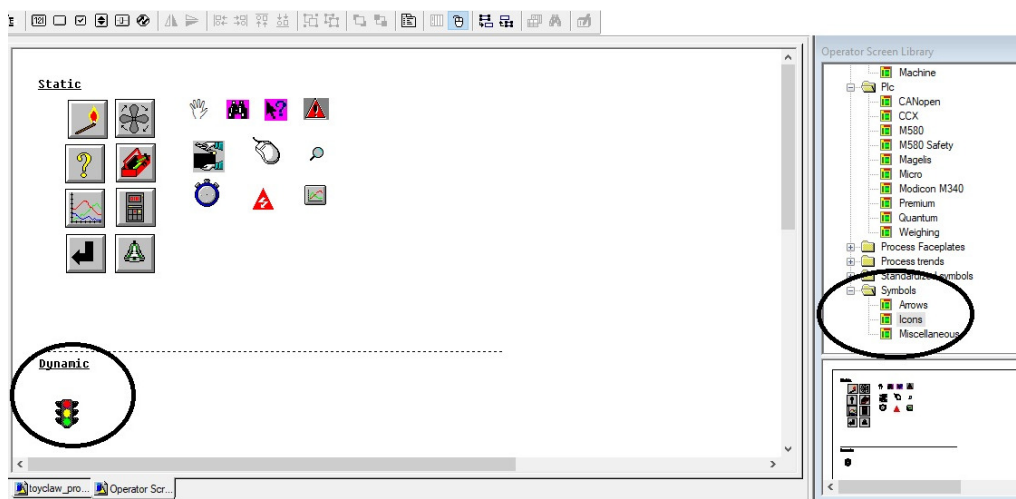 Operator Screen Library
Static
Machine
Plc
CANopen
CCX
M580
M580 Safety
Magelis
Micro
Modicon M340
Premium
Quantum
Weighing
Process Faceplates
Process trends
Standardized symbols
Symbols
Arrows
Icons
Miscellaneous
Dynamic
toyclaw_pro...
Operator Scr...